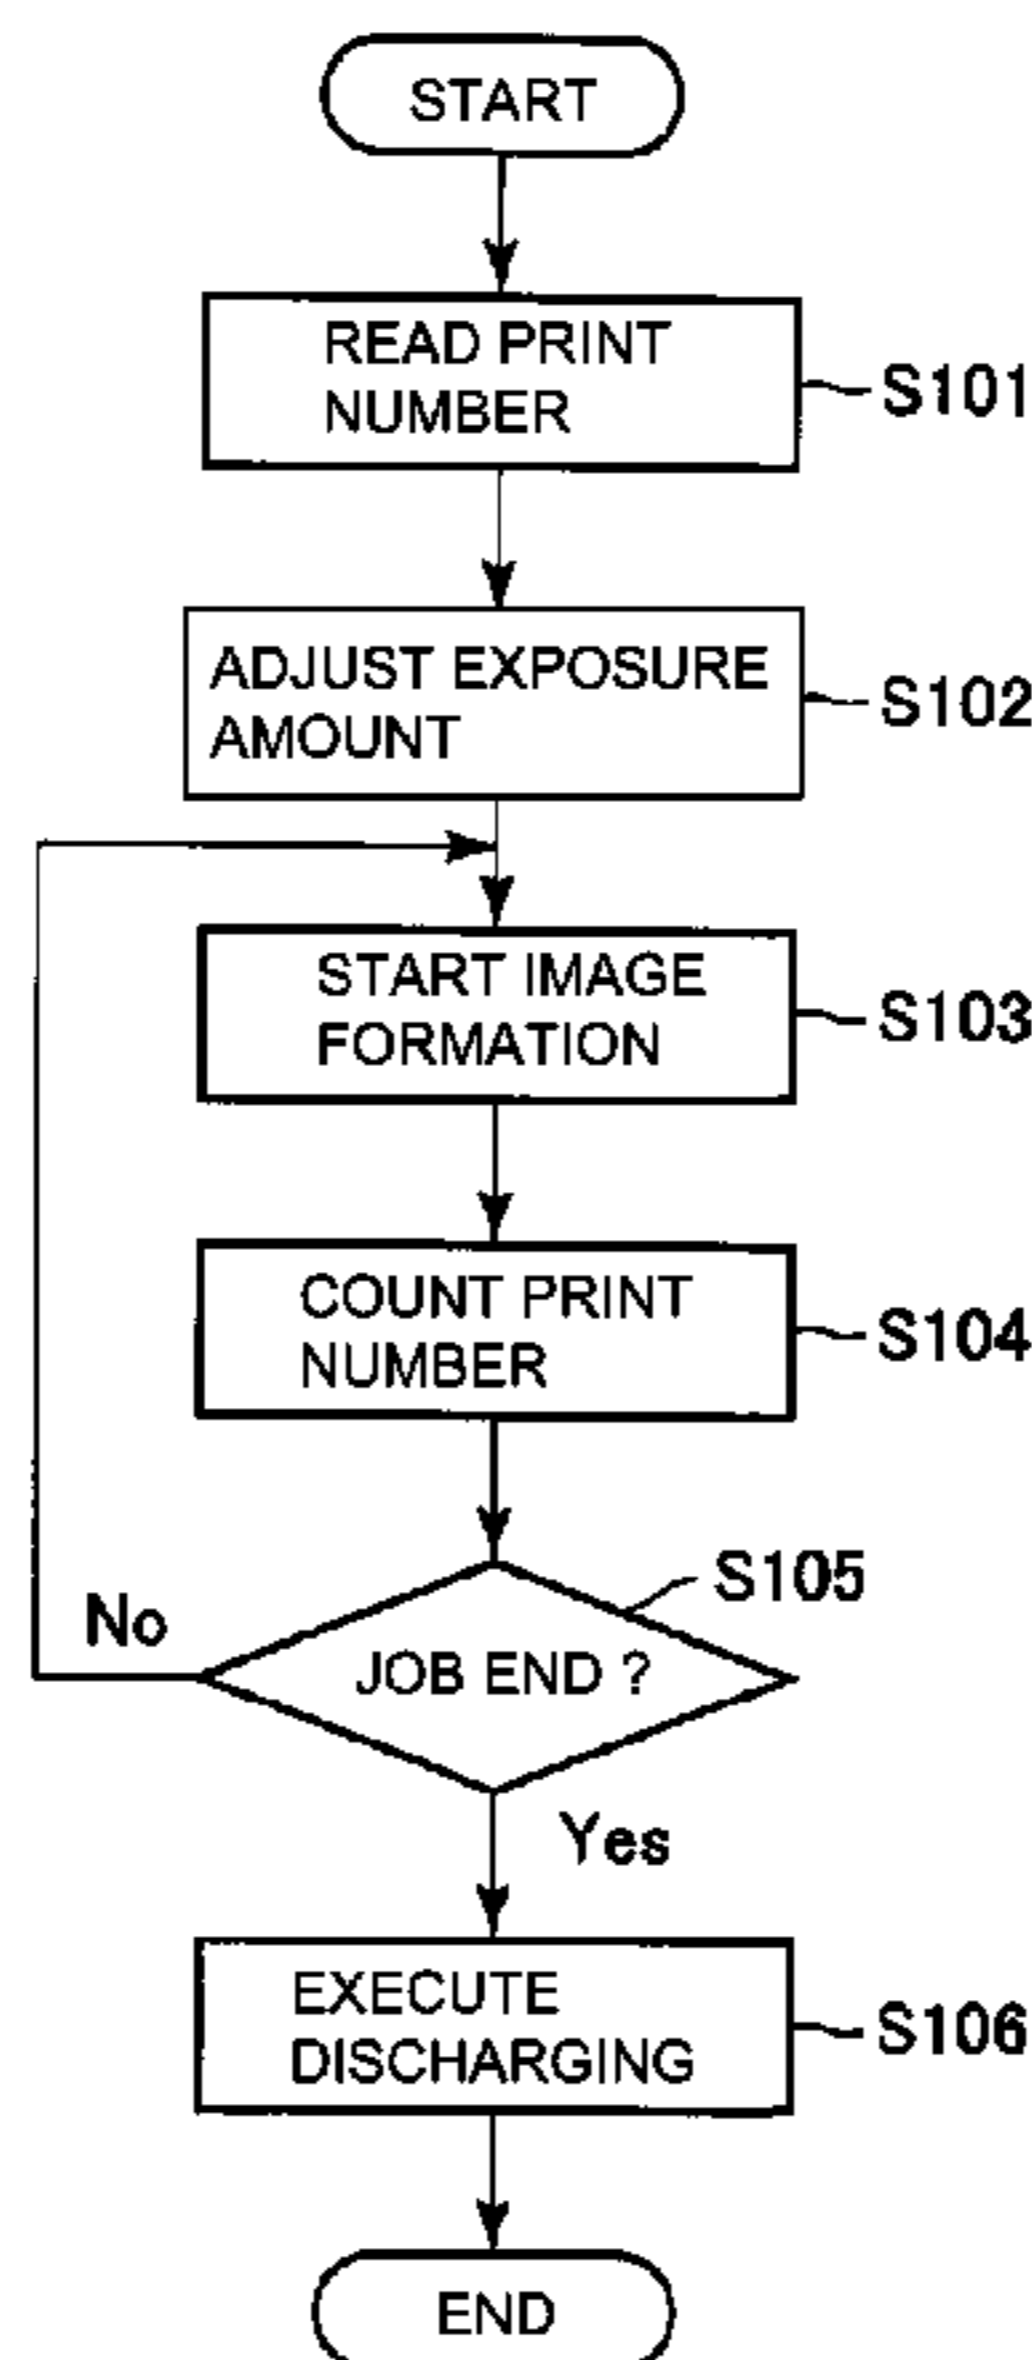 START
READ PRINT
NUMBER
S101
ADJUST EXPOSURE
AMOUNT
S102
START IMAGE
FORMATION
S103
COUNT PRINT
NUMBER
S104
S105
JOB END ?
No
Yes
EXECUTE
DISCHARGING
S106
END